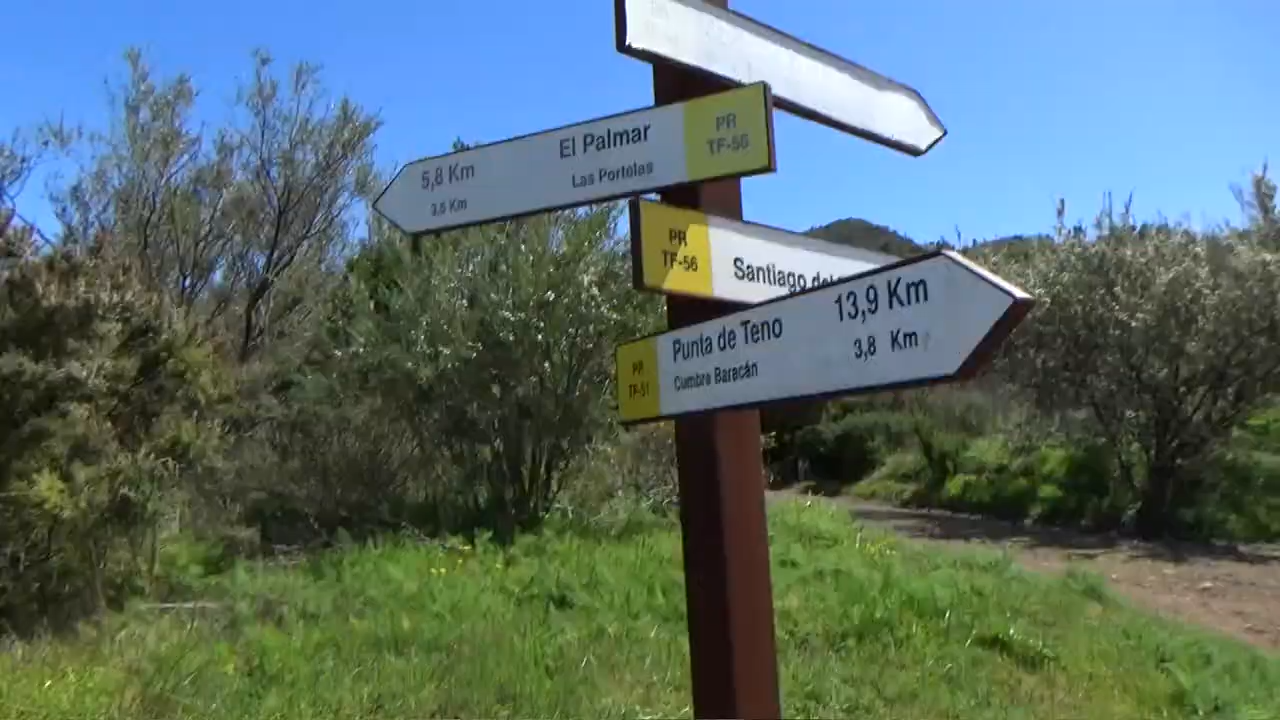 El Palmar
5,8 Km
Las Portelas
3,5 Km
PR
TF-56
PR
TF-56
Santiago del
Punta de Teno
13,9 Km
Cumbre Baracán
3,8 Km
PR
TF-51